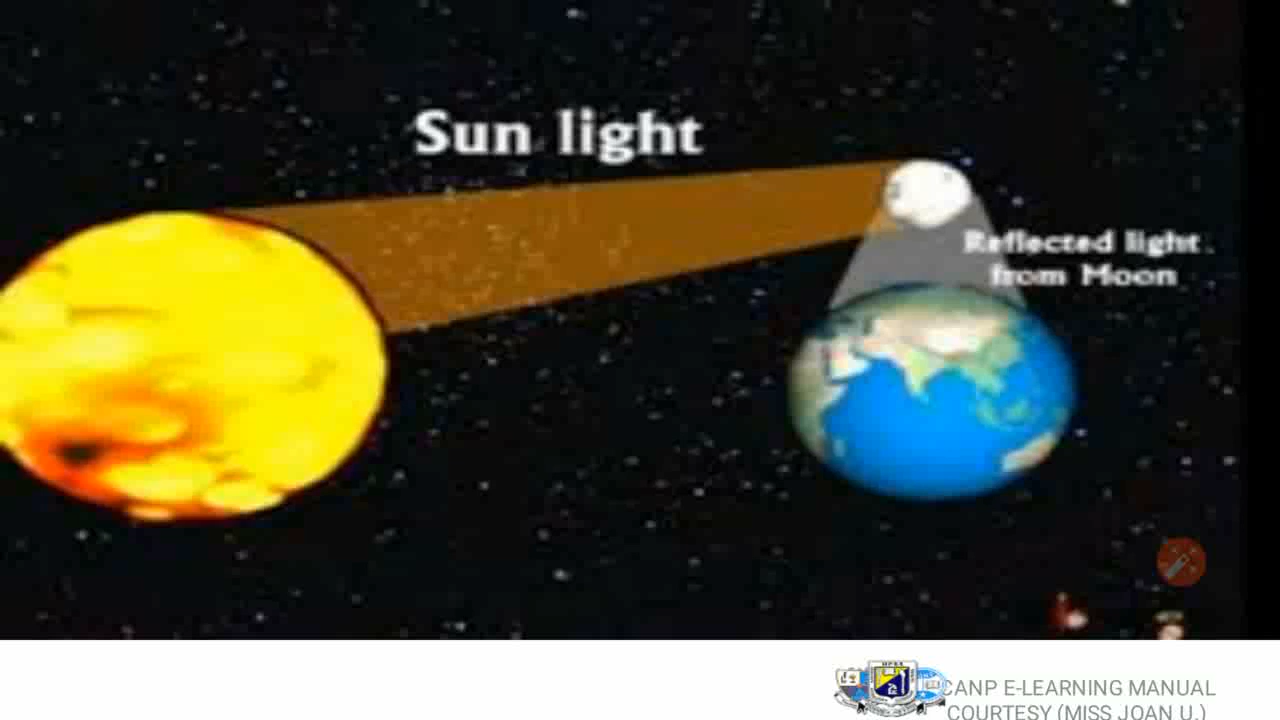 Sun light
Reflected light
from Moon
CANP E-LEARNING MANUAL
COURTESY (MISS JOAN U.)